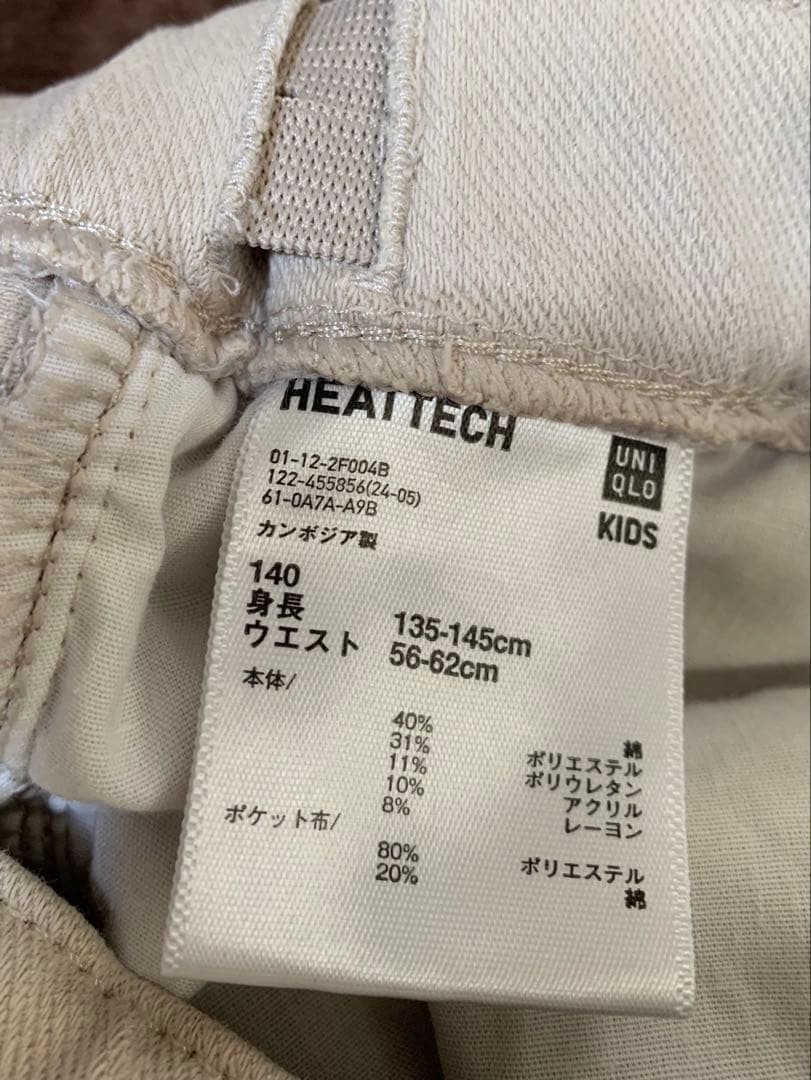 HEATTECH
UNI
QLO
KIDS
01-12-2F004B
122-455856(24-05)
61-0A7A-A9B
カンボジア製
140
身長 135-145cm
ウエスト 56-62cm
本体/
40% 綿
31% ポリエステル
11% ポリウレタン
10% アクリル
8% レーヨン
ポケット布/
80% ポリエステル
20% 綿